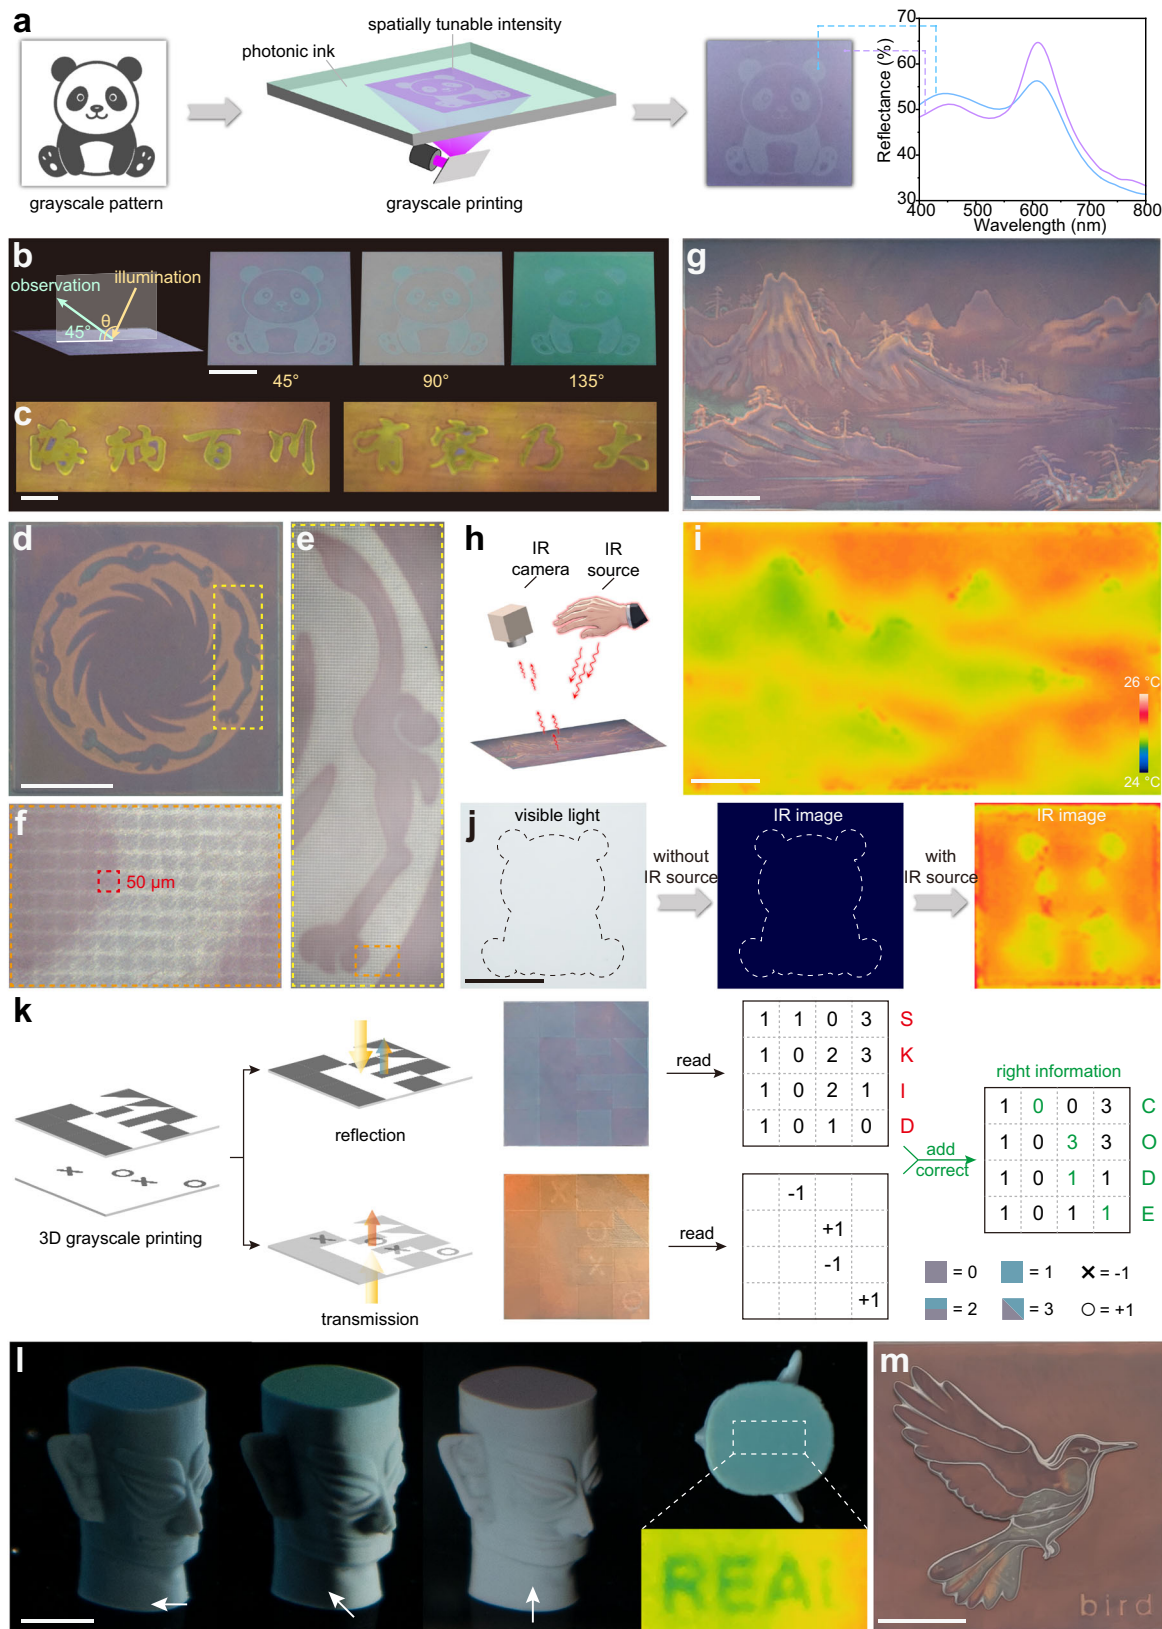 a
spatially tunable intensity
photonic ink
grayscale pattern
grayscale printing
Reflectance (%)
70
60
50
40
30
400 500 600 700 800
Wavelength (nm)
b
observation
illumination
θ
45°
45° 90° 135°
c
海纳百川 有容乃大
g
d
e
f
50 μm
h
IR camera
IR source
i
26 °C
24 °C
j
visible light
without IR source
IR image
with IR source
IR image
k
3D grayscale printing
reflection
transmission
read
1 1 0 3 S
1 0 2 3 K
1 0 2 1 I
1 0 1 0 D
read
-1
+1
-1
+1
add
correct
right information
1 0 0 3 C
1 0 3 3 O
1 0 1 1 D
1 0 1 1 E
= 0 = 1 × = -1
= 2 = 3 ○ = +1
l
REAl
m
bird